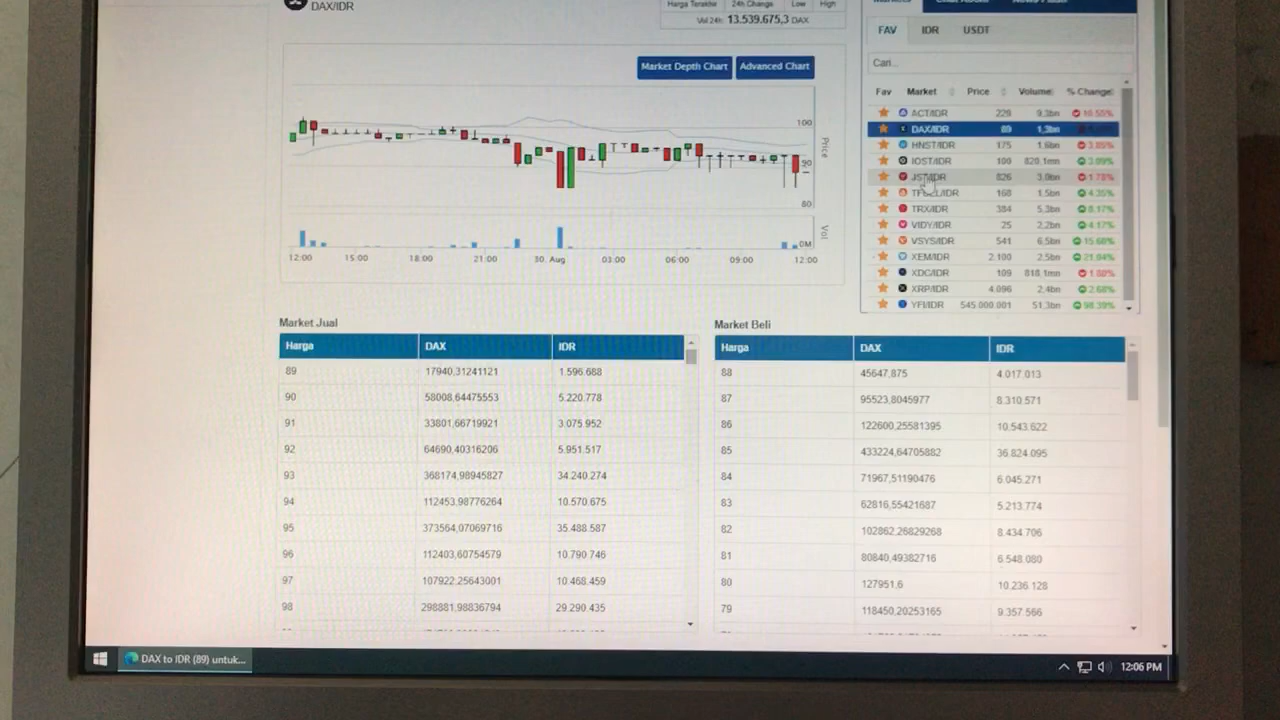 DAX/IDR
Harga Terakhir 24h Change Low High
Vol 24h: 13.539.675,3 DAX
Market Depth Chart Advanced Chart
100
90
80
Price
Vol
0M
12:00 15:00 18:00 21:00 30. Aug 03:00 06:00 09:00 12:00
FAV IDR USDT
Cari...
Fav Market Price Volume % Change
ACT/IDR 229 9,3bn 10.55%
DAX/IDR 89 1,3bn
HNST/IDR 175 1,6bn 3.85%
IOST/IDR 100 820,1mn 3.09%
JST/IDR 826 3,0bn 1.78%
168 1,5bn 4.35%
TRX/IDR 384 5,3bn 8.17%
VIDY/IDR 25 2,2bn 4.17%
VSYS/IDR 541 6,5bn 15.60%
XEM/IDR 2.100 2,5bn 21.04%
XDC/IDR 109 818,1mn 1.80%
XRP/IDR 4.096 2,4bn 2.68%
YFI/IDR 545.000.001 51,3bn 98.39%
Market Jual
Harga DAX IDR
89 17940,31241121 1.596.688
90 58008,64475553 5.220.778
91 33801,66719921 3.075.952
92 64690,40316206 5.951.517
93 368174,98945827 34.240.274
94 112453,98776264 10.570.675
95 373564,07069716 35.488.587
96 112403,60754579 10.790.746
97 107922,25643001 10.468.459
98 298881,98836794 29.290.435
Market Beli
Harga DAX IDR
88 45647,875 4.017.013
87 95523,8045977 8.310.571
86 122600,25581395 10.543.622
85 433224,64705882 36.824.095
84 71967,51190476 6.045.271
83 62816,55421687 5.213.774
82 102862,26829268 8.434.706
81 80840,49382716 6.548.080
80 127951,6 10.236.128
79 118450,20253165 9.357.566
DAX to IDR (89) untuk...
12:06 PM